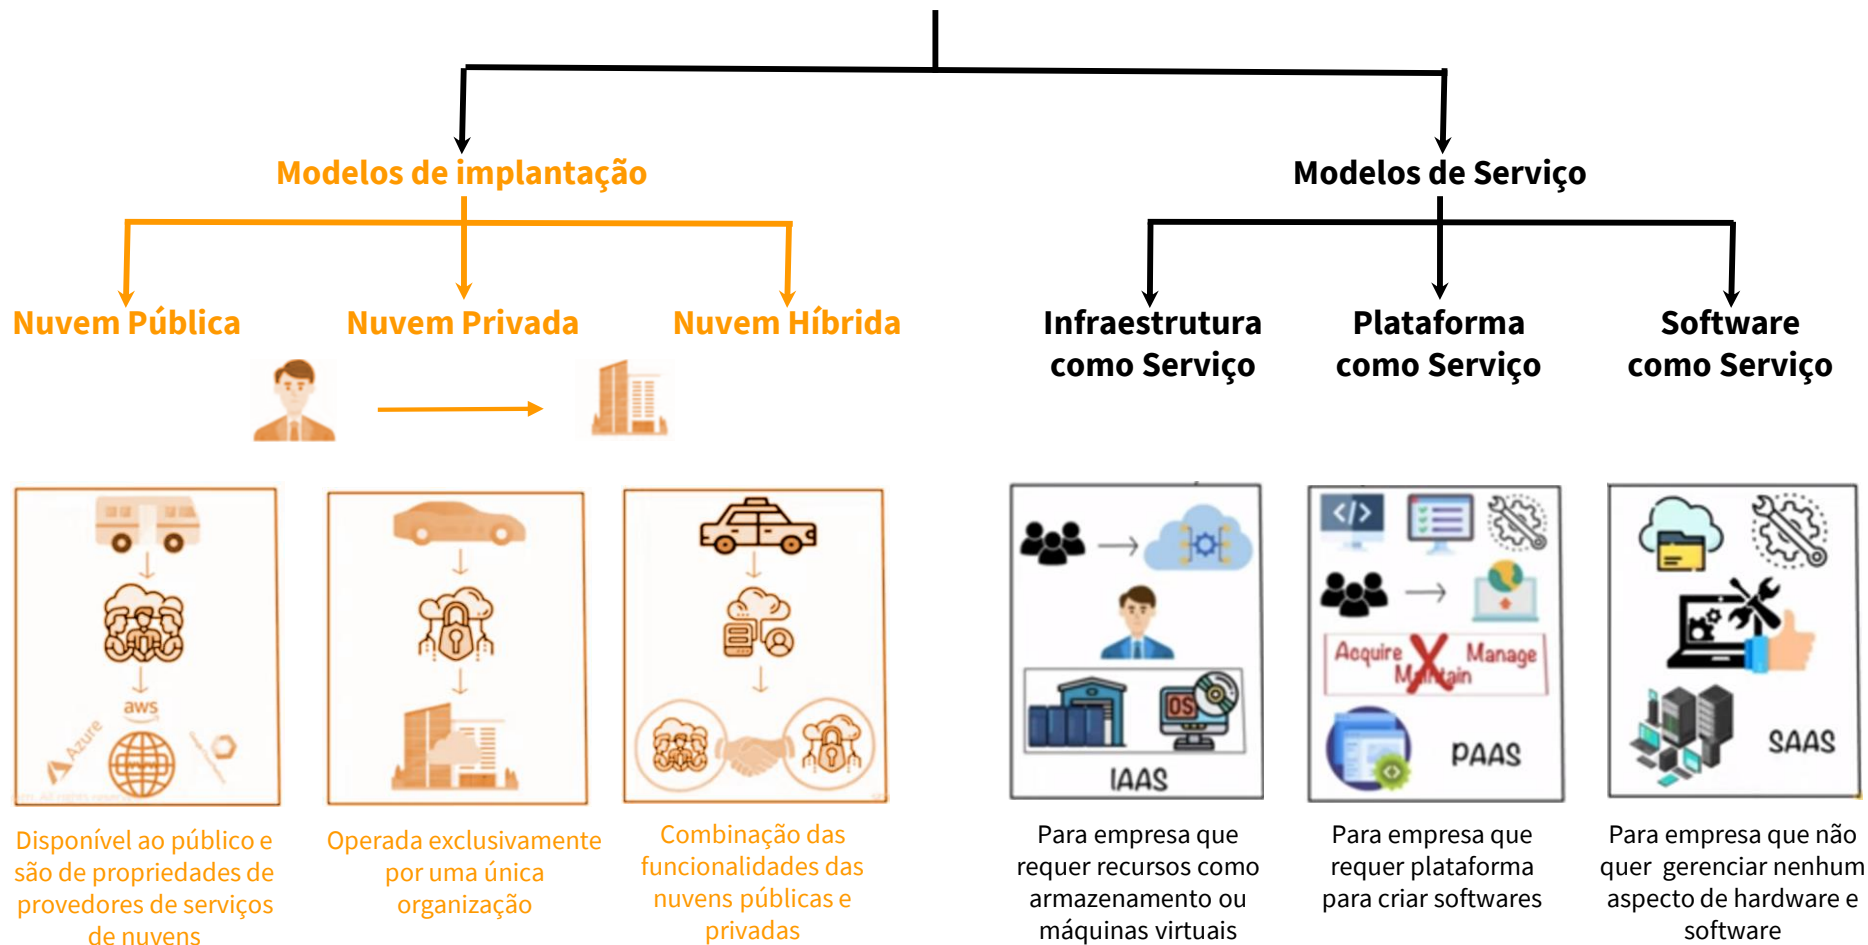 Modelos de implantação
Modelos de Serviço
Nuvem Pública
Nuvem Privada
Nuvem Híbrida
Infraestrutura
como Serviço
Plataforma
como Serviço
Software
como Serviço
aws
Azure
</>
Acquire
Maintain
Manage
OS
IAAS
PAAS
SAAS
Disponível ao público e
são de propriedades de
provedores de serviços
de nuvens
Operada exclusivamente
por uma única
organização
Combinação das
funcionalidades das
nuvens públicas e
privadas
Para empresa que
requer recursos como
armazenamento ou
máquinas virtuais
Para empresa que
requer plataforma
para criar softwares
Para empresa que não
quer gerenciar nenhum
aspecto de hardware e
software